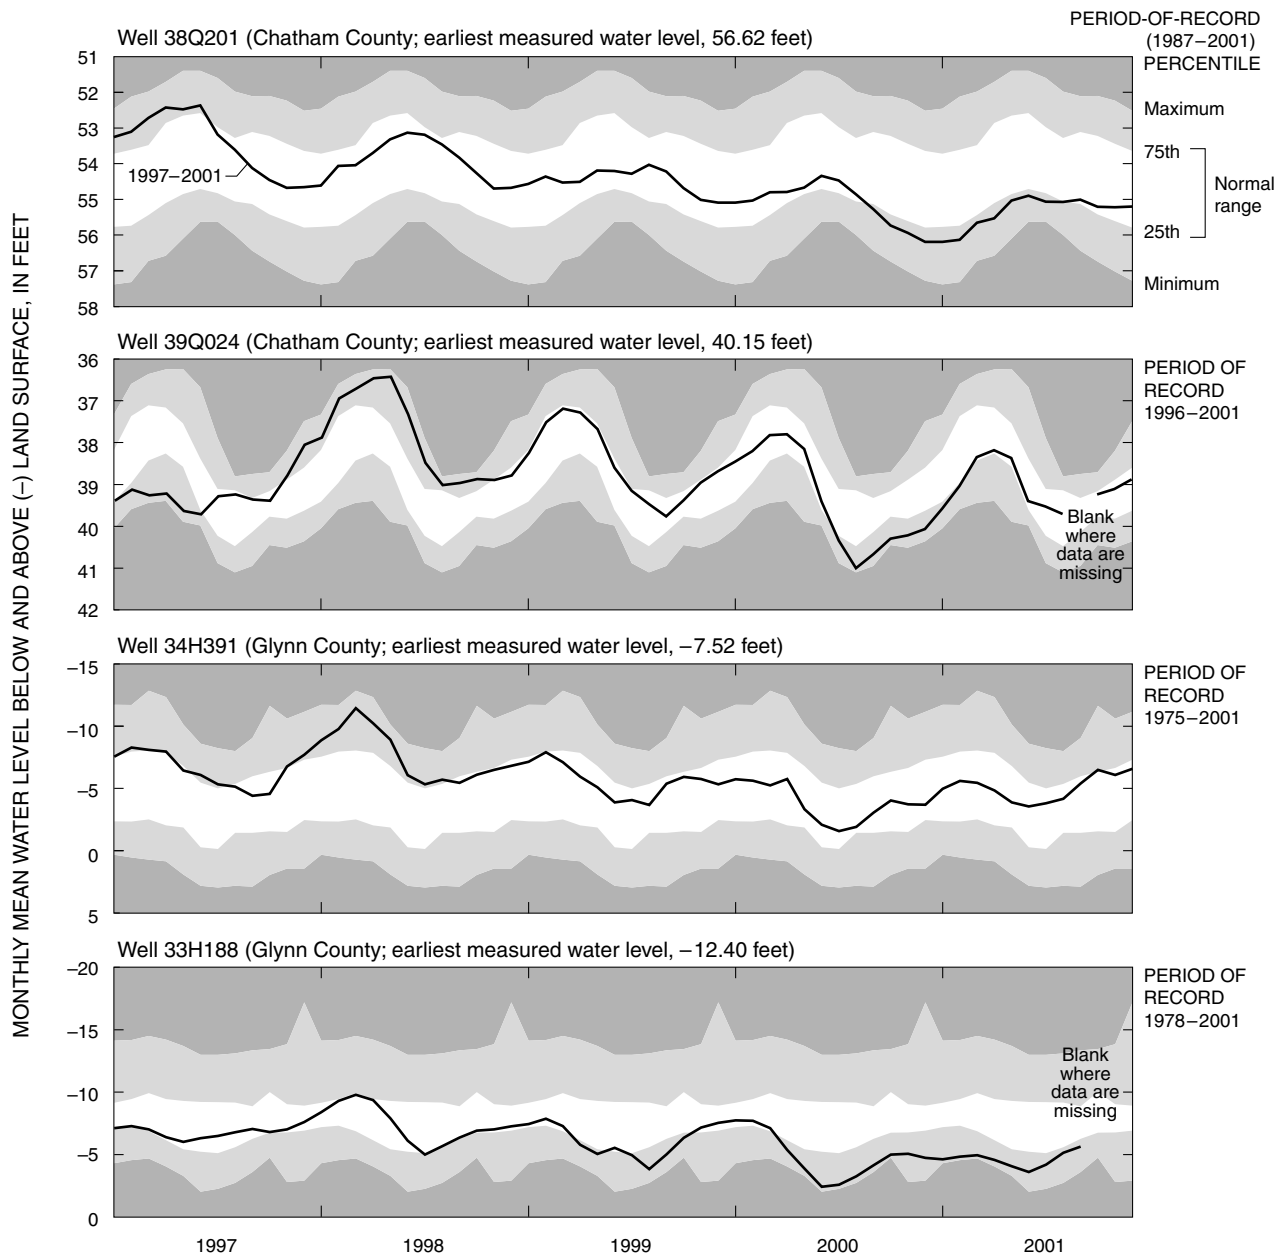 PERIOD-OF-RECORD
(1987–2001)
PERCENTILE
Well 38Q201 (Chatham County; earliest measured water level, 56.62 feet)
51
52
53
54
55
56
57
58
1997–2001
Maximum
75th
Normal
range
25th
Minimum
Well 39Q024 (Chatham County; earliest measured water level, 40.15 feet)
36
37
38
39
40
41
42
PERIOD OF
RECORD
1996–2001
Blank
where
data are
missing
Well 34H391 (Glynn County; earliest measured water level, –7.52 feet)
–15
–10
–5
0
5
PERIOD OF
RECORD
1975–2001
Well 33H188 (Glynn County; earliest measured water level, –12.40 feet)
–20
–15
–10
–5
0
PERIOD OF
RECORD
1978–2001
Blank
where
data are
missing
1997 1998 1999 2000 2001
MONTHLY MEAN WATER LEVEL BELOW AND ABOVE (–) LAND SURFACE, IN FEET